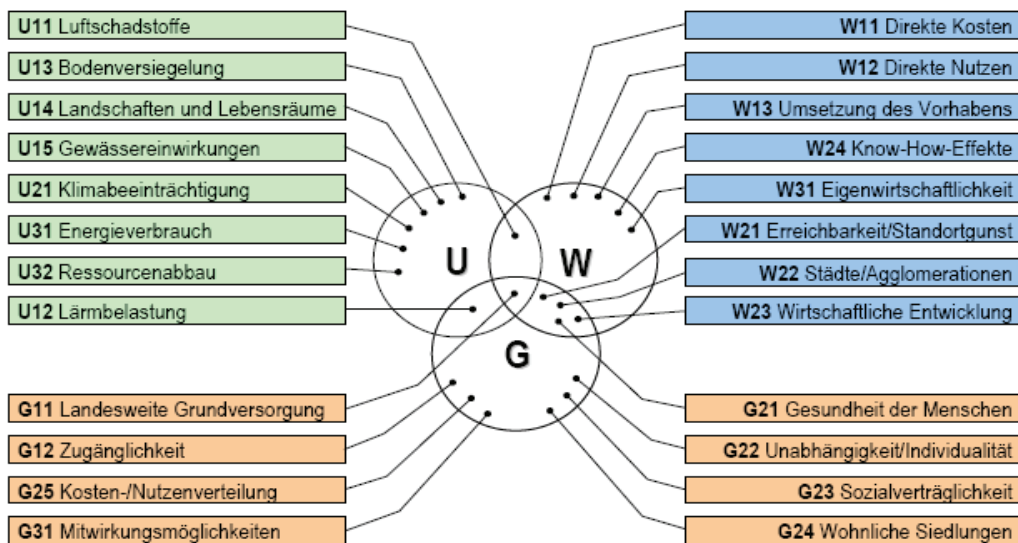 U11 Luftschadstoffe
U13 Bodenversiegelung
U14 Landschaften und Lebensräume
U15 Gewässereinwirkungen
U21 Klimabeeinträchtigung
U31 Energieverbrauch
U32 Ressourcenabbau
U12 Lärmbelastung
W11 Direkte Kosten
W12 Direkte Nutzen
W13 Umsetzung des Vorhabens
W24 Know-How-Effekte
W31 Eigenwirtschaftlichkeit
W21 Erreichbarkeit/Standortgunst
W22 Städte/Agglomerationen
W23 Wirtschaftliche Entwicklung
U
W
G
G11 Landesweite Grundversorgung
G12 Zugänglichkeit
G25 Kosten-/Nutzenverteilung
G31 Mitwirkungsmöglichkeiten
G21 Gesundheit der Menschen
G22 Unabhängigkeit/Individualität
G23 Sozialverträglichkeit
G24 Wohnliche Siedlungen